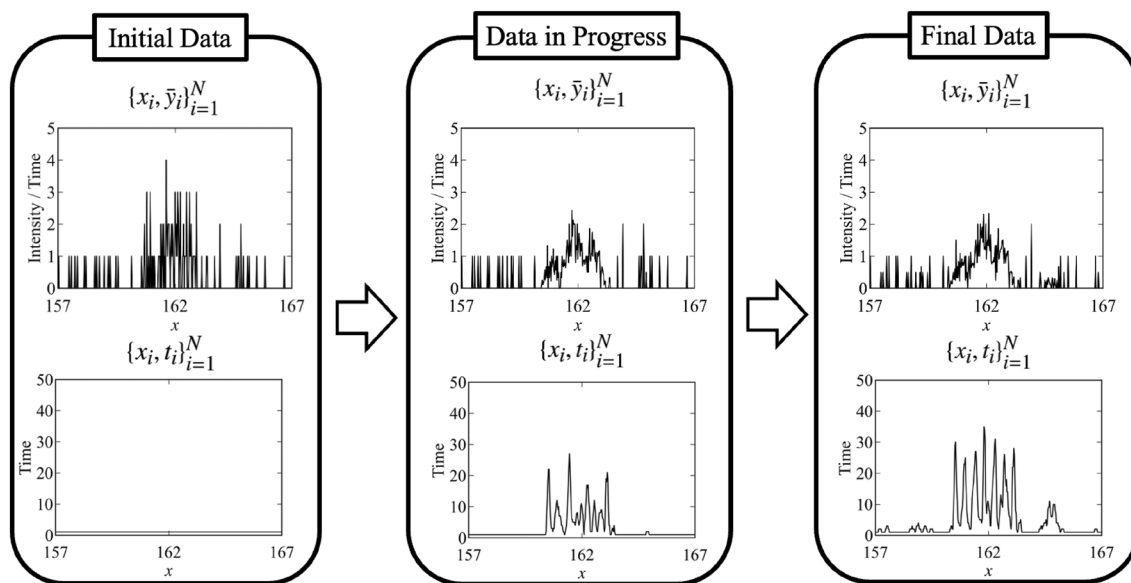 Initial Data
{x_i, ȳ_i}_{i=1}^N
5
4
3
2
1
0
Intensity / Time
157
162
167
x
{x_i, t_i}_{i=1}^N
50
40
30
20
10
0
Time
157
162
167
x
Data in Progress
{x_i, ȳ_i}_{i=1}^N
5
4
3
2
1
0
Intensity / Time
157
162
167
x
{x_i, t_i}_{i=1}^N
50
40
30
20
10
0
Time
157
162
167
x
Final Data
{x_i, ȳ_i}_{i=1}^N
5
4
3
2
1
0
Intensity / Time
157
162
167
x
{x_i, t_i}_{i=1}^N
50
40
30
20
10
0
Time
157
162
167
x